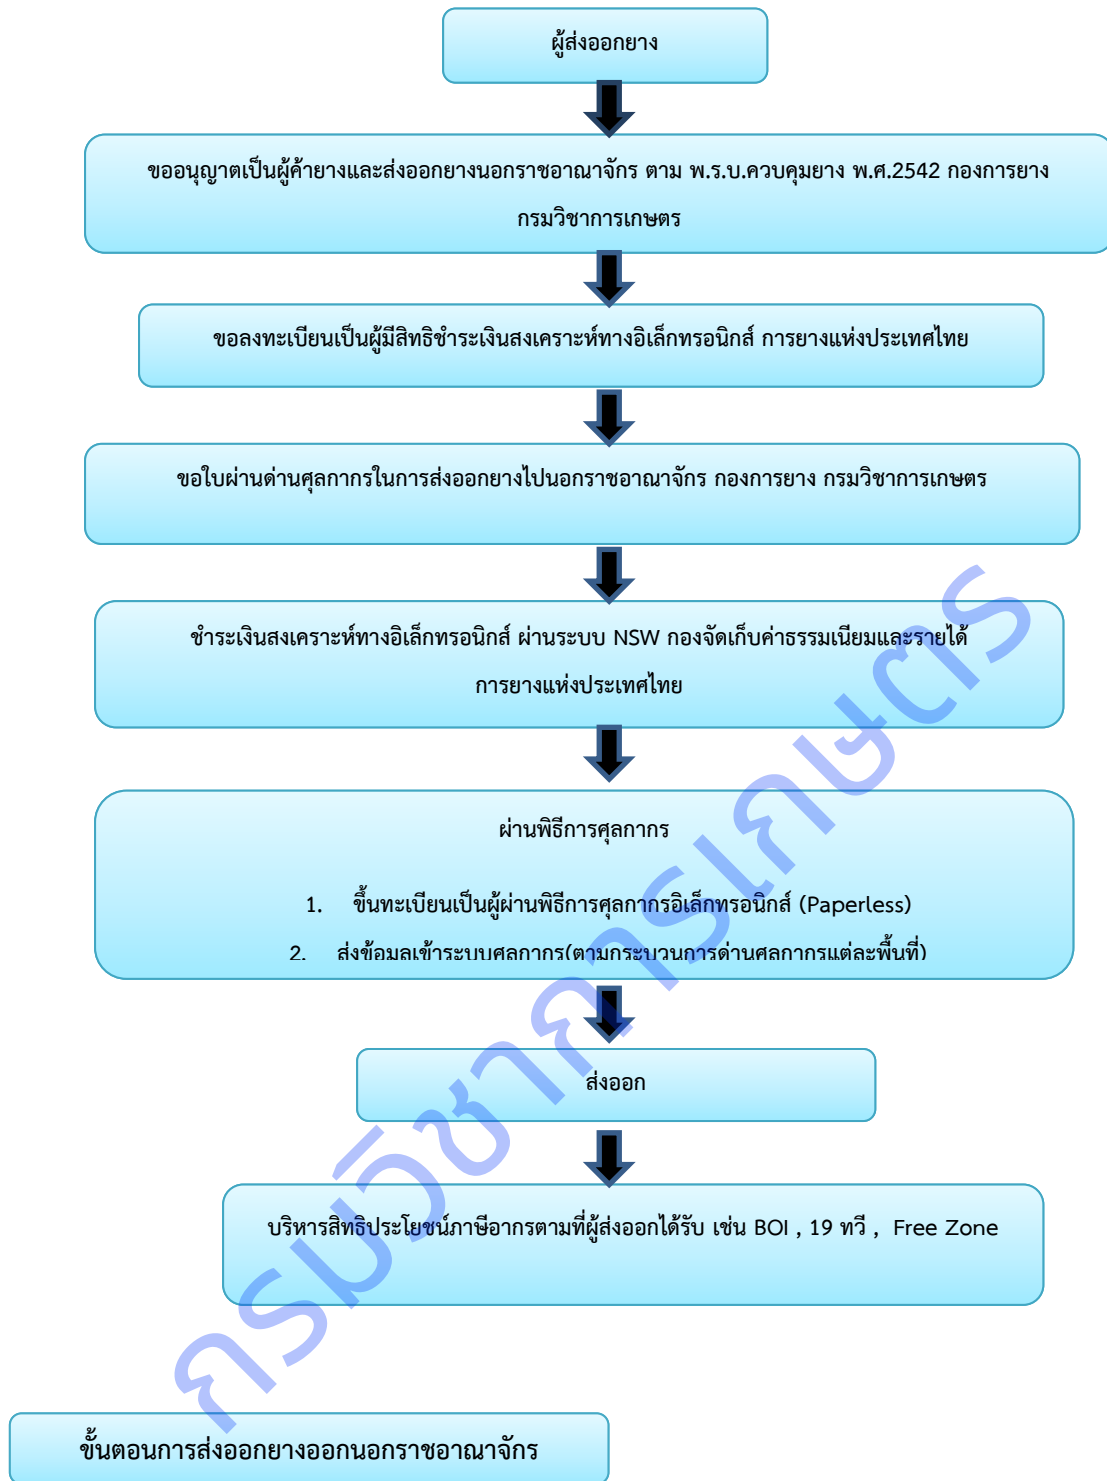 ผู้ส่งออกยาง
ขออนุญาตเป็นผู้ค้ายางและส่งออกยางนอกราชอาณาจักร ตาม พ.ร.บ.ควบคุมยาง พ.ศ.2542 กองการยาง
กรมวิชาการเกษตร
ขอลงทะเบียนเป็นผู้มีสิทธิชำระเงินสงเคราะห์ทางอิเล็กทรอนิกส์ การยางแห่งประเทศไทย
ขอใบผ่านด่านศุลกากรในการส่งออกยางไปนอกราชอาณาจักร กองการยาง กรมวิชาการเกษตร
ชำระเงินสงเคราะห์ทางอิเล็กทรอนิกส์ ผ่านระบบ NSW กองจัดเก็บค่าธรรมเนียมและรายได้
การยางแห่งประเทศไทย
ผ่านพิธีการศุลกากร
1. ขึ้นทะเบียนเป็นผู้ผ่านพิธีการศุลกากรอิเล็กทรอนิกส์ (Paperless)
2. ส่งข้อมูลเข้าระบบศุลกากร(ตามกระบวนการด่านศุลกากรแต่ละพื้นที่)
ส่งออก
บริหารสิทธิประโยชน์ภาษีอากรตามที่ผู้ส่งออกได้รับ เช่น BOI , 19 ทวี , Free Zone
ขั้นตอนการส่งออกยางออกนอกราชอาณาจักร
กรมวิชาการเกษตร